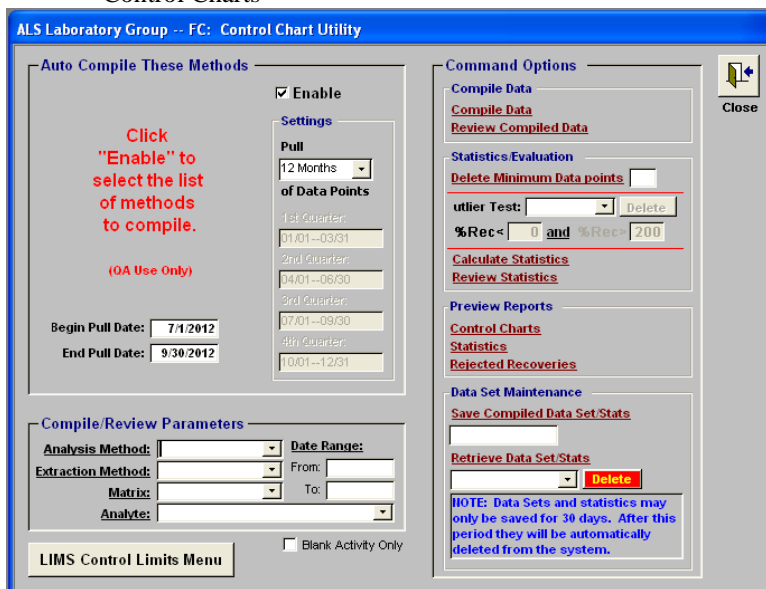 Control Charts
ALS Laboratory Group -- FC: Control Chart Utility
Auto Compile These Methods
Enable
Click
"Enable" to
select the list
of methods
to compile.
(QA Use Only)
Begin Pull Date: 7/1/2012
End Pull Date: 9/30/2012
Settings
Pull
12 Months
of Data Points
1st Quarter:
01/01--03/31
2nd Quarter:
04/01--06/30
3rd Quarter:
07/01--09/30
4th Quarter:
10/01--12/31
Compile/Review Parameters
Analysis Method:
Extraction Method:
Matrix:
Analyte:
Date Range:
From:
To:
Blank Activity Only
LIMS Control Limits Menu
Command Options
Compile Data
Compile Data
Review Compiled Data
Statistics/Evaluation
Delete Minimum Data points
utlier Test: Delete
%Rec< 0 and %Rec> 200
Calculate Statistics
Review Statistics
Preview Reports
Control Charts
Statistics
Rejected Recoveries
Data Set Maintenance
Save Compiled Data Set/Stats
Retrieve Data Set/Stats
Delete
NOTE: Data Sets and statistics may
only be saved for 30 days. After this
period they will be automatically
deleted from the system.
Close